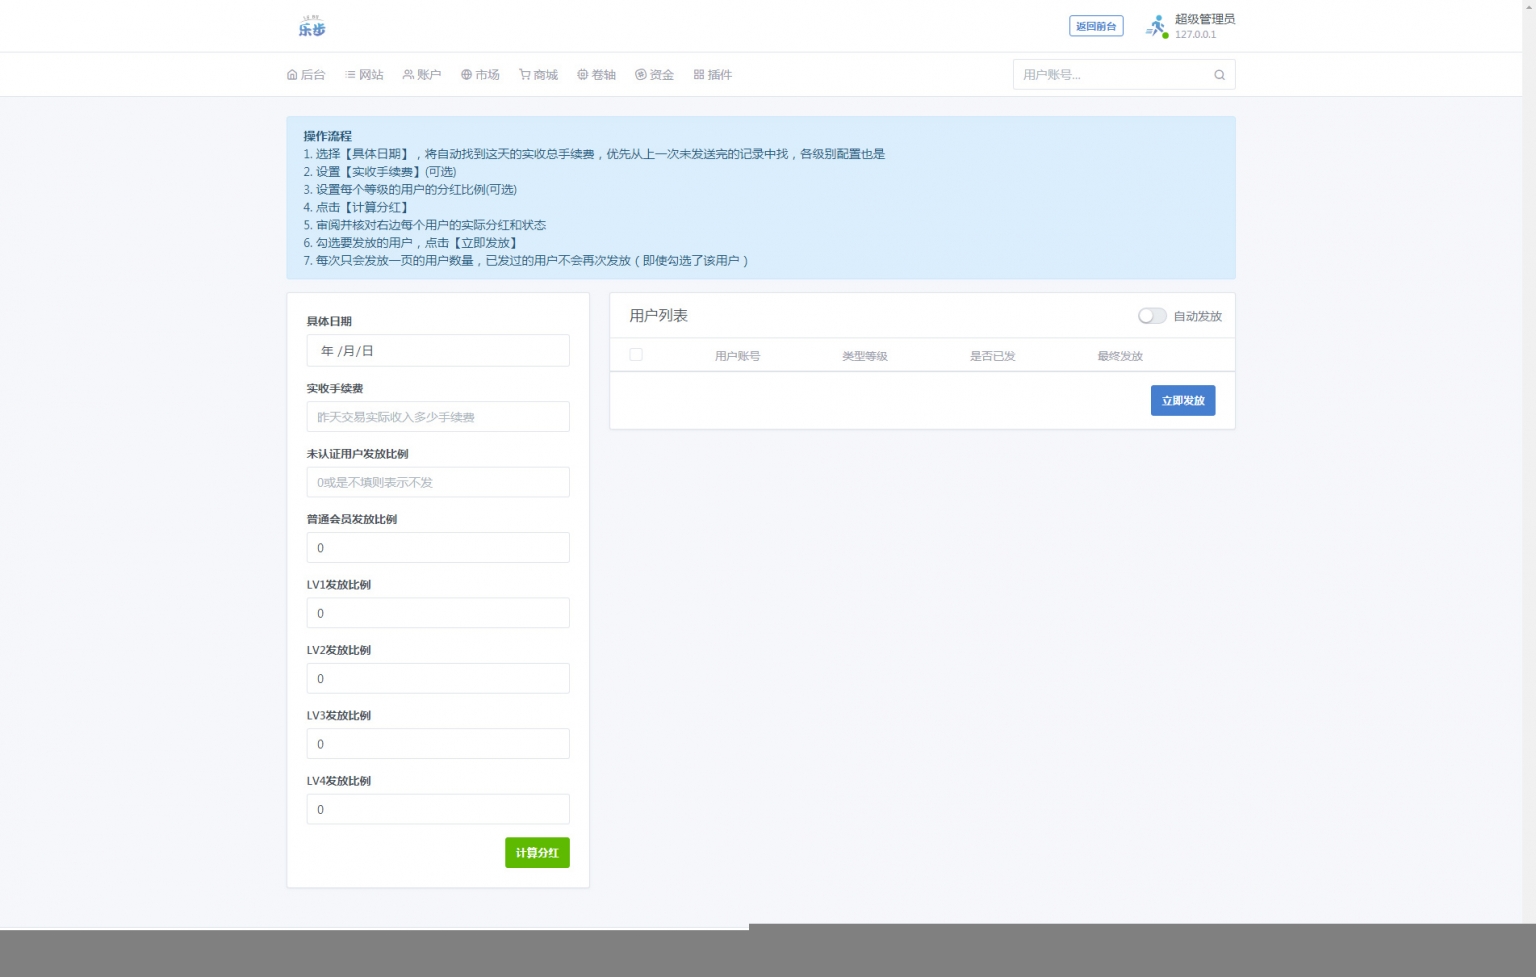 乐步
返回前台
超级管理员
127.0.0.1
后台 网站 账户 市场 商城 卷轴 资金 插件
用户账号...
操作流程
1. 选择【具体日期】，将自动找到这天的实收总手续费，优先从上一次未发送完的记录中找，各级别配置也是
2. 设置【实收手续费】(可选)
3. 设置每个等级的用户的分红比例(可选)
4. 点击【计算分红】
5. 审阅并核对右边每个用户的实际分红和状态
6. 勾选要发放的用户，点击【立即发放】
7. 每次只会发放一页的用户数量，已发过的用户不会再次发放（即使勾选了该用户）
具体日期
年 /月/日
实收手续费
昨天交易实际收入多少手续费
未认证用户发放比例
0或是不填则表示不发
普通会员发放比例
0
LV1发放比例
0
LV2发放比例
0
LV3发放比例
0
LV4发放比例
0
计算分红
用户列表
自动发放
用户账号 类型等级 是否已发 最终发放
立即发放